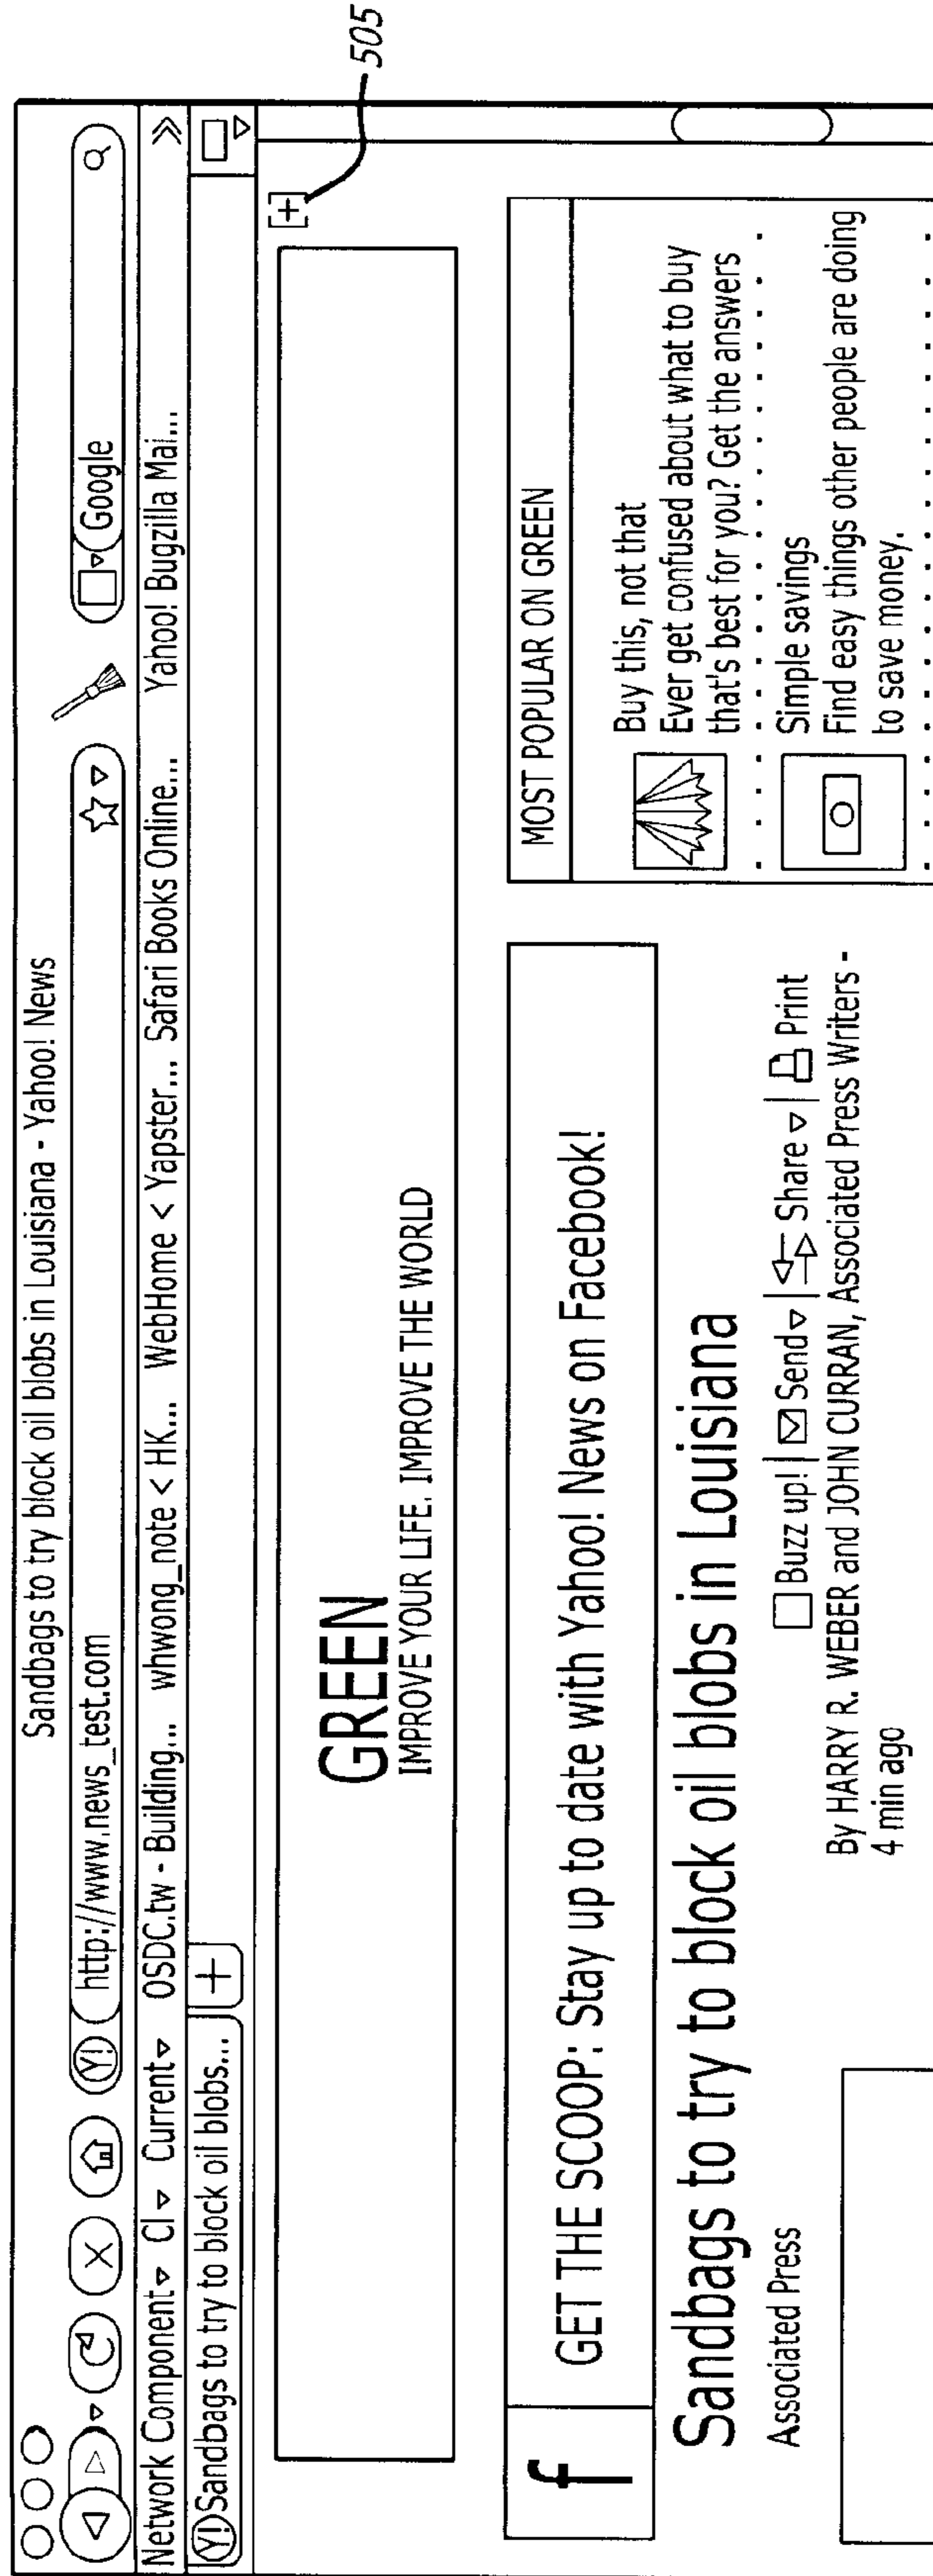 Sandbags to try block oil blobs in Louisiana - Yahoo! News
Y! http://www.news_test.com
Google
Network Component CI Current OSDC.tw - Building... whwong_note < HK... WebHome < Yapster... Safari Books Online... Yahoo! Bugzilla Mai...
Y! Sandbags to try to block oil blobs...
505
GREEN
IMPROVE YOUR LIFE. IMPROVE THE WORLD
f GET THE SCOOP: Stay up to date with Yahoo! News on Facebook!
Sandbags to try to block oil blobs in Louisiana
Associated Press
Buzz up! | Send | Share | Print
By HARRY R. WEBER and JOHN CURRAN, Associated Press Writers -
4 min ago
MOST POPULAR ON GREEN
Buy this, not that
Ever get confused about what to buy
that's best for you? Get the answers
Simple savings
Find easy things other people are doing
to save money.